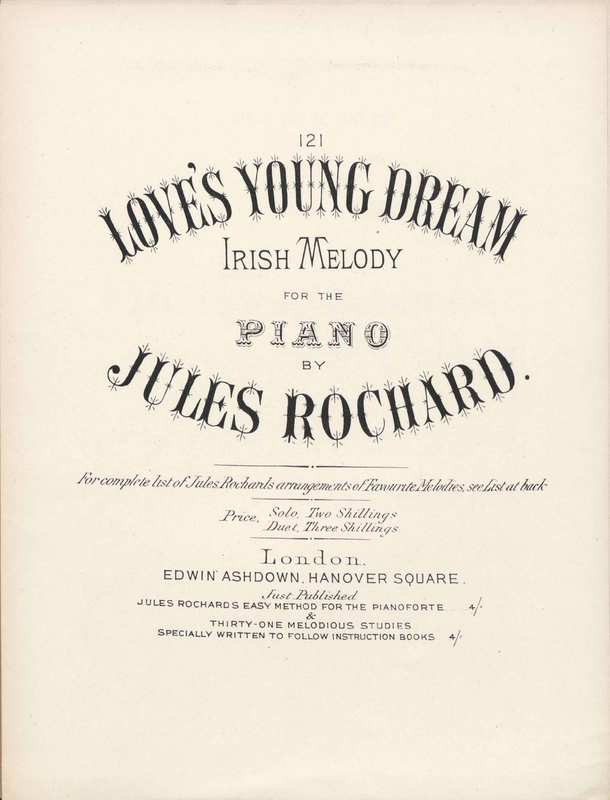 121
LOVE'S YOUNG DREAM
IRISH MELODY
FOR THE
PIANO
BY
JULES ROCHARD.
For complete list of Jules Rochards arrangements of Favourite Melodies, see List at back
Price, Solo, Two Shillings
Duet, Three Shillings
London.
EDWIN ASHDOWN, HANOVER SQUARE.
Just Published
JULES ROCHARDS EASY METHOD FOR THE PIANOFORTE 4/-
&
THIRTY-ONE MELODIOUS STUDIES
SPECIALLY WRITTEN TO FOLLOW INSTRUCTION BOOKS 4/-